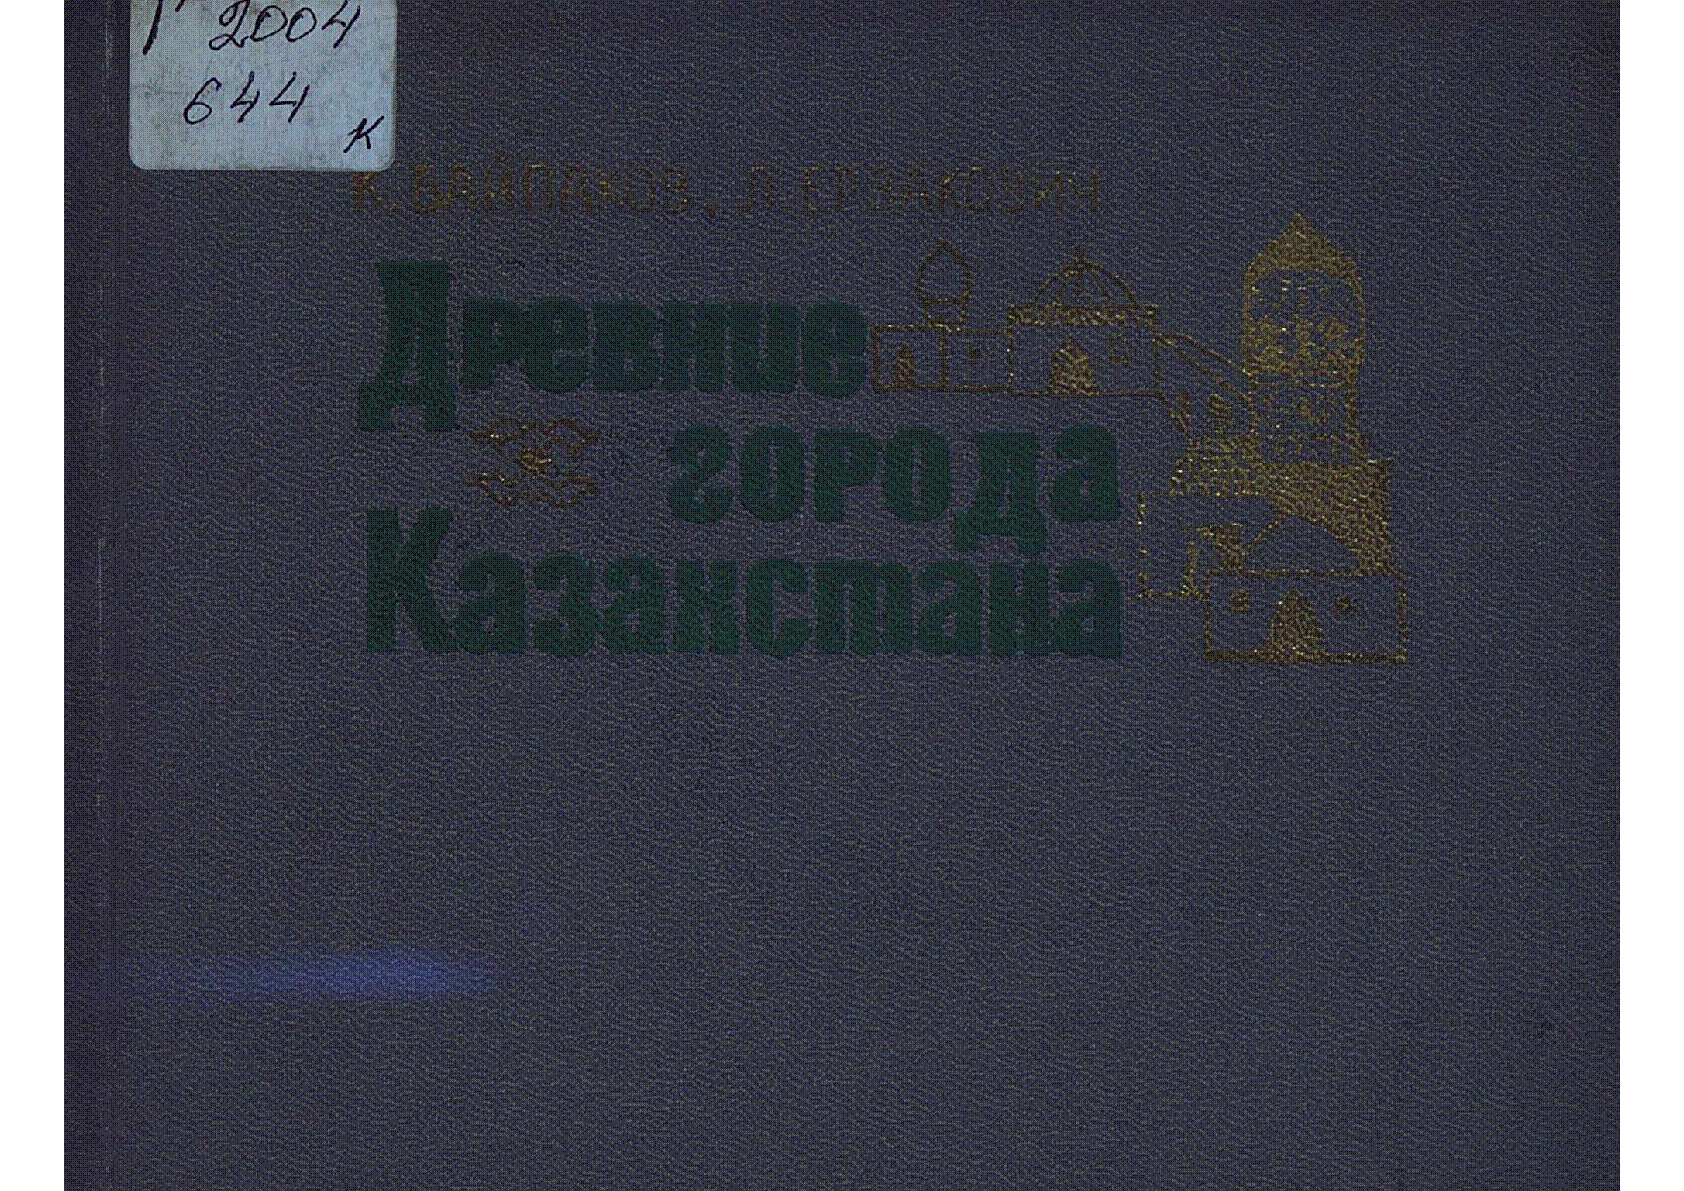 Г 2004
644
К
Древние
города
Казахстана